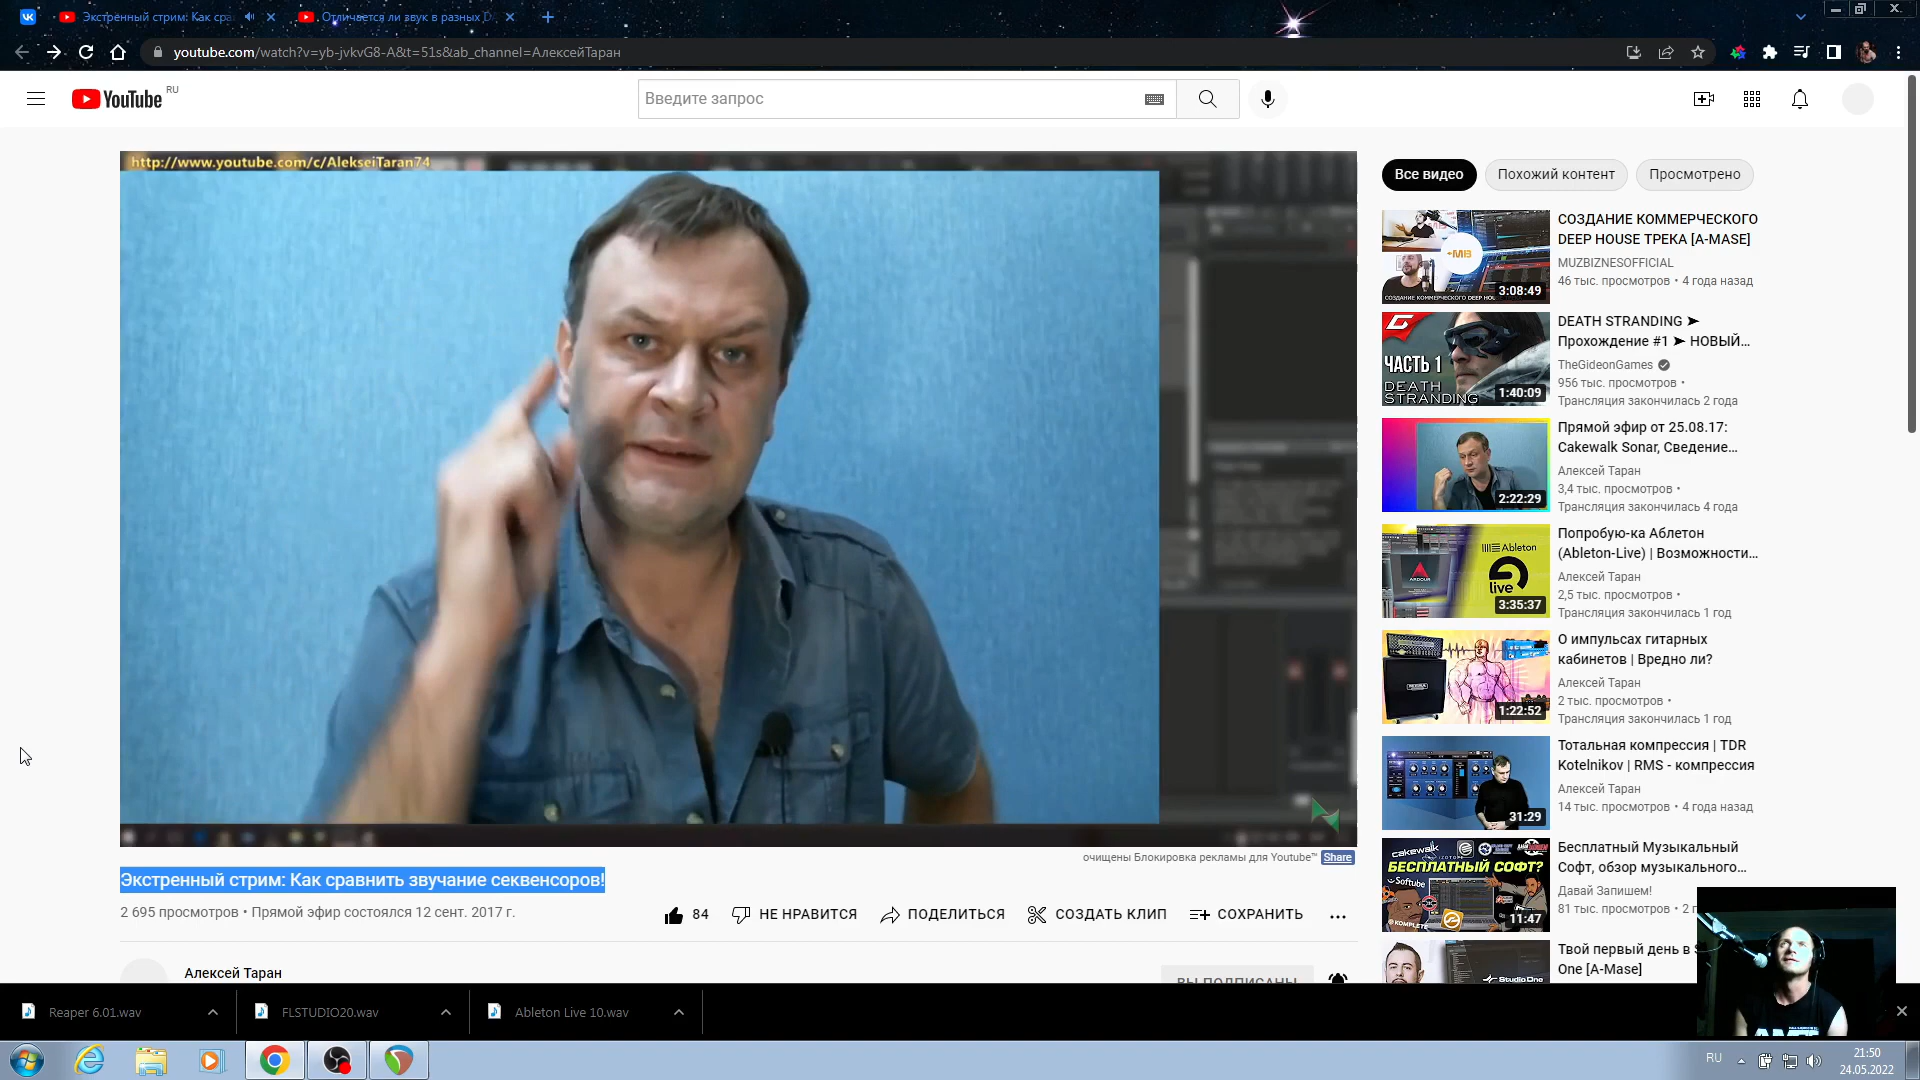 Экстренный стрим: Как сра
Отличается ли звук в разных D
youtube.com/watch?v=yb-jvkvG8-A&t=51s&ab_channel=АлексейТаран
YouTube
RU
Введите запрос
http://www.youtube.com/c/AlekseiTaran74
очищены Блокировка рекламы для Youtube™ Share
Экстренный стрим: Как сравнить звучание секвенсоров!
2 695 просмотров • Прямой эфир состоялся 12 сент. 2017 г.
84
НЕ НРАВИТСЯ
ПОДЕЛИТЬСЯ
СОЗДАТЬ КЛИП
СОХРАНИТЬ
Алексей Таран
ВЫ ПОДПИСАНЫ
Все видео
Похожий контент
Просмотрено
3:08:49
СОЗДАНИЕ КОММЕРЧЕСКОГО
DEEP HOUSE ТРЕКА [A-MASE]
MUZBIZNESOFFICIAL
46 тыс. просмотров • 4 года назад
ЧАСТЬ 1
DEATH
STRANDING
1:40:09
DEATH STRANDING ➤
Прохождение #1 ➤ НОВЫЙ...
TheGideonGames
956 тыс. просмотров •
Трансляция закончилась 2 года
2:22:29
Прямой эфир от 25.08.17:
Cakewalk Sonar, Сведение...
Алексей Таран
3,4 тыс. просмотров •
Трансляция закончилась 4 года
ARDOUR
Ableton
live
3:35:37
Попробую-ка Аблетон
(Ableton-Live) | Возможности...
Алексей Таран
2,5 тыс. просмотров •
Трансляция закончилась 1 год
1:22:52
О импульсах гитарных
кабинетов | Вредно ли?
Алексей Таран
2 тыс. просмотров •
Трансляция закончилась 1 год
31:29
Тотальная компрессия | TDR
Kotelnikov | RMS - компрессия
Алексей Таран
14 тыс. просмотров • 4 года назад
cakewalk
БЕСПЛАТНЫЙ СОФТ?
Softube
KOMPLETE
11:47
Бесплатный Музыкальный
Софт, обзор музыкального...
Давай Запишем!
81 тыс. просмотров • 2 г
Studio One
Твой первый день в S
One [A-Mase]
Reaper 6.01.wav
FLSTUDIO20.wav
Ableton Live 10.wav
RU
21:50
24.05.2022